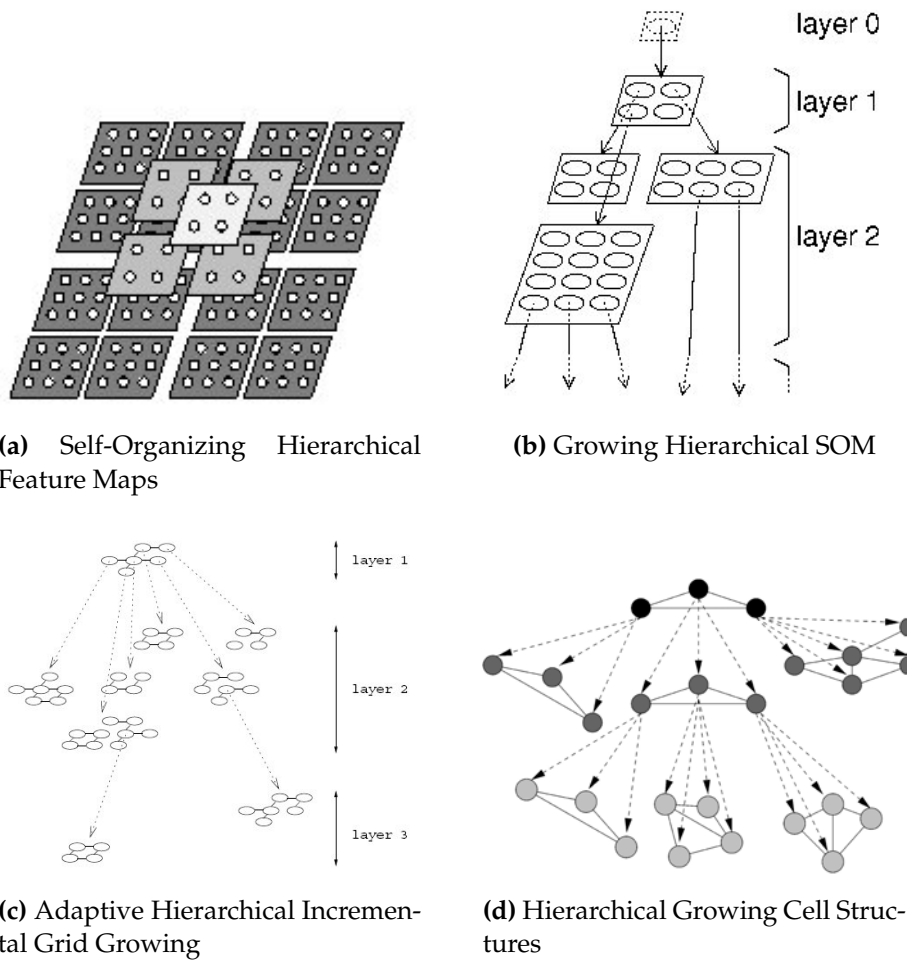 layer 0
layer 1
layer 2
(a) Self-Organizing Hierarchical
Feature Maps
(b) Growing Hierarchical SOM
layer 1
layer 2
layer 3
(c) Adaptive Hierarchical Incremen-
tal Grid Growing
(d) Hierarchical Growing Cell Struc-
tures